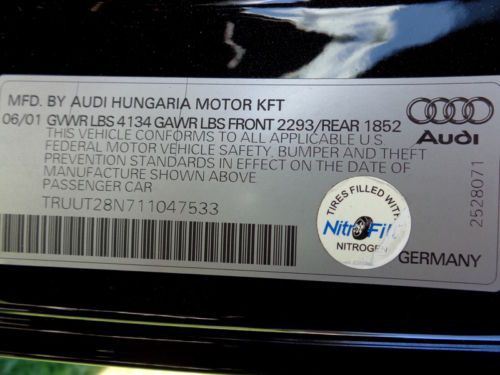 MFD. BY AUDI HUNGARIA MOTOR KFT
06/01 GVWR LBS 4134 GAWR LBS FRONT 2293/REAR 1852
THIS VEHICLE CONFORMS TO ALL APPLICABLE U.S.
FEDERAL MOTOR VEHICLE SAFETY, BUMPER AND THEFT
PREVENTION STANDARDS IN EFFECT ON THE DATE OF
MANUFACTURE SHOWN ABOVE
PASSENGER CAR
TRUUT28N711047533
Audi
2528071
TIRES FILLED WITH
NitroFill
NITROGEN
GERMANY